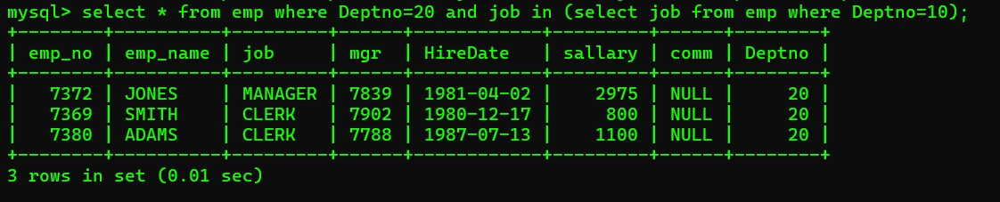 mysql> select * from emp where Deptno=20 and job in (select job from emp where Deptno=10);
+--------+----------+---------+------+------------+---------+------+--------+
| emp_no | emp_name | job     | mgr  | HireDate   | sallary | comm | Deptno |
+--------+----------+---------+------+------------+---------+------+--------+
|   7372 | JONES    | MANAGER | 7839 | 1981-04-02 |    2975 | NULL |     20 |
|   7369 | SMITH    | CLERK   | 7902 | 1980-12-17 |     800 | NULL |     20 |
|   7380 | ADAMS    | CLERK   | 7788 | 1987-07-13 |    1100 | NULL |     20 |
+--------+----------+---------+------+------------+---------+------+--------+
3 rows in set (0.01 sec)